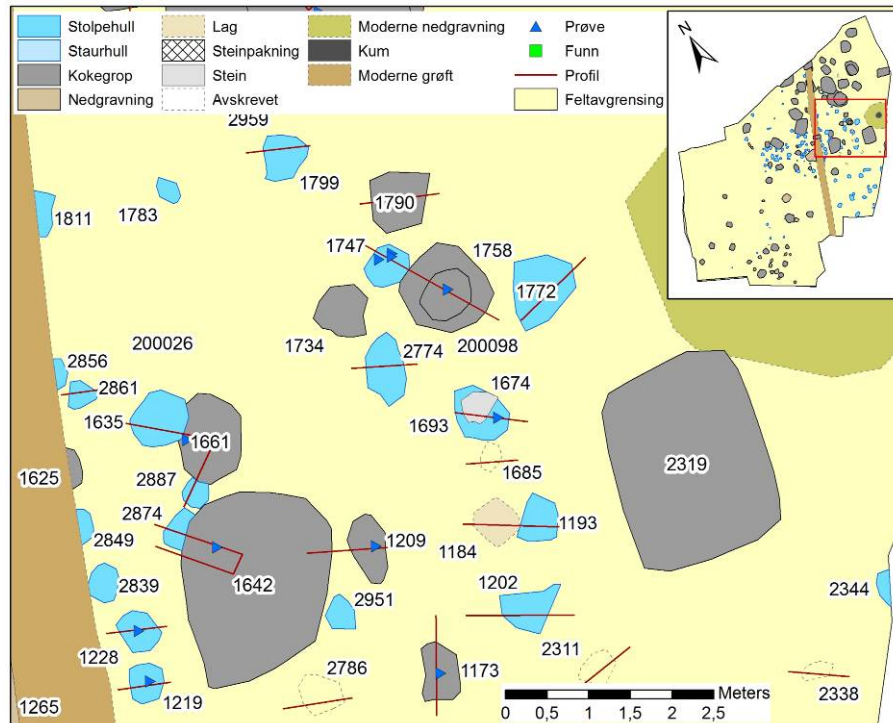 Stolpehull
Staurhull
Kokegrop
Nedgravning
Lag
Steinpakning
Stein
Avskrevet
Moderne nedgravning
Kum
Moderne grøft
Prøve
Funn
Profil
Feltavgrensing
N
2959
1799
1783
1811
1790
1747
1758
1772
1734
200026
2774
200098
2856
2861
1635
1674
1693
1661
1685
2319
1625
2887
2874
1209
1193
2849
1184
1642
2839
2951
1202
2344
1228
2311
2786
1173
1219
2338
1265
Meters
0 0,5 1 1,5 2 2,5